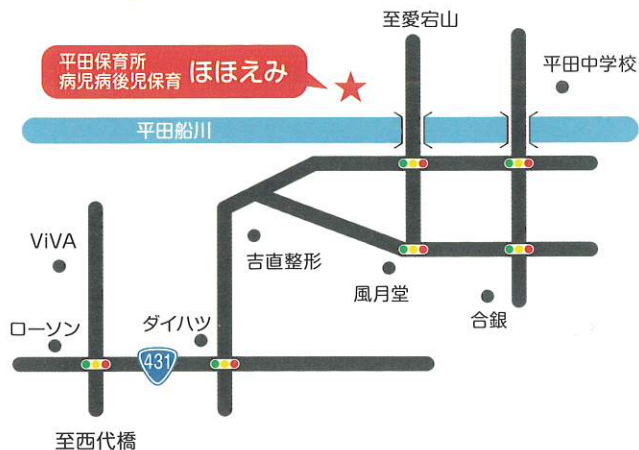 至愛宕山
平田保育所
病児病後児保育 ほほえみ
平田中学校
平田船川
ViVA
吉直整形
風月堂
合銀
ローソン
ダイハツ
431
至西代橋